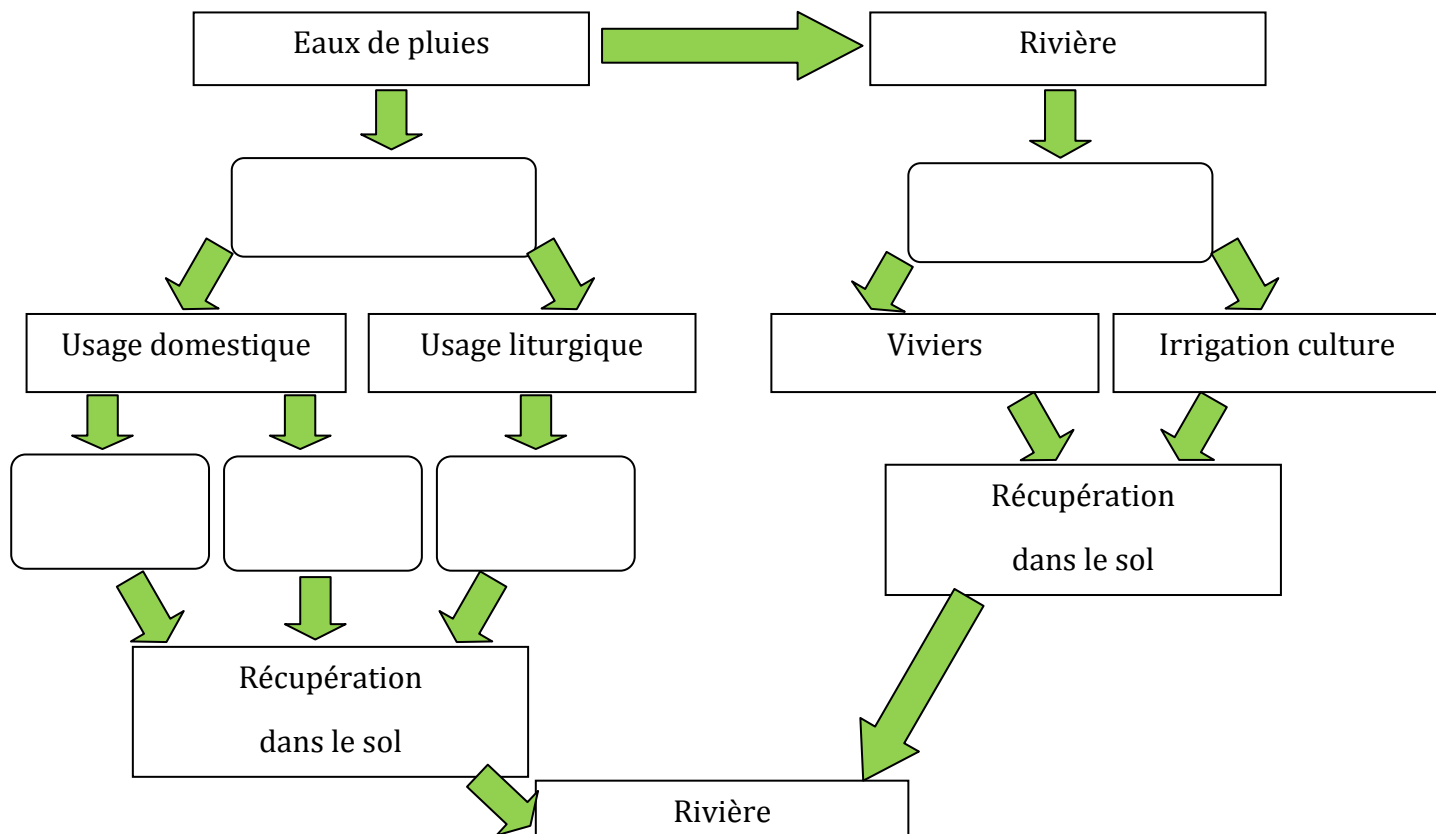 Eaux de pluies
Rivière
Usage domestique
Usage liturgique
Viviers
Irrigation culture
Récupération
dans le sol
Récupération
dans le sol
Rivière